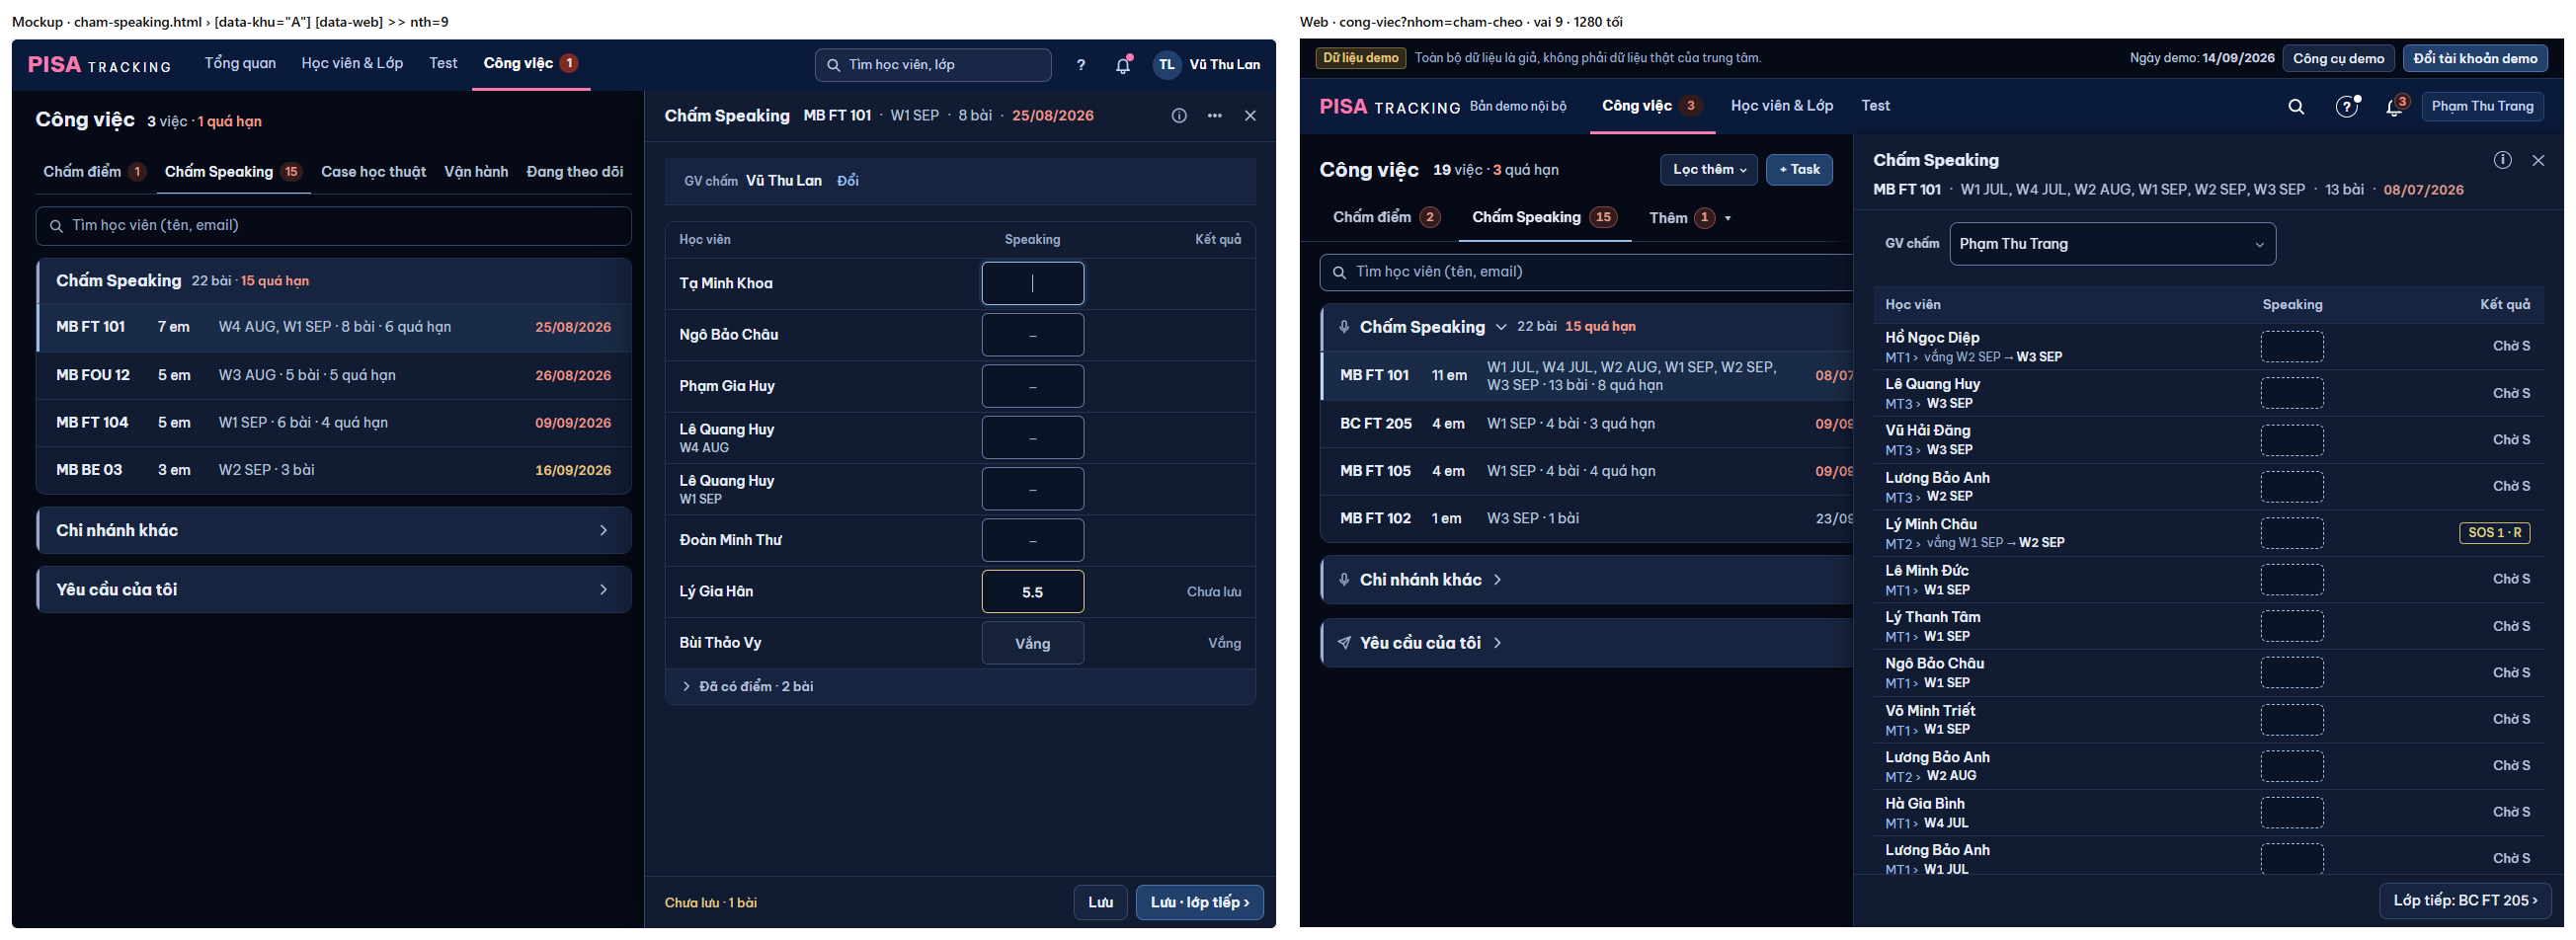 Mockup · cham-speaking.html › [data-khu="A"] [data-web] >> nth=9
PISA TRACKING Tổng quan Học viên & Lớp Test Công việc 1 Tìm học viên, lớp ? TL Vũ Thu Lan
Công việc 3 việc · 1 quá hạn
Chấm điểm 1 Chấm Speaking 15 Case học thuật Vận hành Đang theo dõi
Tìm học viên (tên, email)
Chấm Speaking 22 bài · 15 quá hạn
MB FT 101 7 em W4 AUG, W1 SEP · 8 bài · 6 quá hạn 25/08/2026
MB FOU 12 5 em W3 AUG · 5 bài · 5 quá hạn 26/08/2026
MB FT 104 5 em W1 SEP · 6 bài · 4 quá hạn 09/09/2026
MB BE 03 3 em W2 SEP · 3 bài 16/09/2026
Chi nhánh khác
Yêu cầu của tôi
Chấm Speaking MB FT 101 · W1 SEP · 8 bài · 25/08/2026
GV chấm Vũ Thu Lan Đổi
Học viên Speaking Kết quả
Tạ Minh Khoa
Ngô Bảo Châu –
Phạm Gia Huy –
Lê Quang Huy –
W4 AUG
Lê Quang Huy –
W1 SEP
Đoàn Minh Thư –
Lý Gia Hân 5.5 Chưa lưu
Bùi Thảo Vy Vắng Vắng
Đã có điểm · 2 bài
Chưa lưu · 1 bài Lưu Lưu · lớp tiếp ›
Web · cong-viec?nhom=cham-cheo · vai 9 · 1280 tối
Dữ liệu demo Toàn bộ dữ liệu là giả, không phải dữ liệu thật của trung tâm. Ngày demo: 14/09/2026 Công cụ demo Đổi tài khoản demo
PISA TRACKING Bản demo nội bộ Công việc 3 Học viên & Lớp Test ? 3 Phạm Thu Trang
Công việc 19 việc · 3 quá hạn Lọc thêm + Task
Chấm điểm 2 Chấm Speaking 15 Thêm 1
Tìm học viên (tên, email)
Chấm Speaking 22 bài 15 quá hạn
MB FT 101 11 em W1 JUL, W4 JUL, W2 AUG, W1 SEP, W2 SEP, W3 SEP · 13 bài · 8 quá hạn 08/07
BC FT 205 4 em W1 SEP · 4 bài · 3 quá hạn 09/09
MB FT 105 4 em W1 SEP · 4 bài · 4 quá hạn 09/09
MB FT 102 1 em W3 SEP · 1 bài 23/09
Chi nhánh khác
Yêu cầu của tôi
Chấm Speaking
MB FT 101 · W1 JUL, W4 JUL, W2 AUG, W1 SEP, W2 SEP, W3 SEP · 13 bài · 08/07/2026
GV chấm Phạm Thu Trang
Học viên Speaking Kết quả
Hồ Ngọc Diệp Chờ S
MT1 › vắng W2 SEP → W3 SEP
Lê Quang Huy Chờ S
MT3 › W3 SEP
Vũ Hải Đăng Chờ S
MT3 › W3 SEP
Lương Bảo Anh Chờ S
MT3 › W2 SEP
Lý Minh Châu SOS 1 · R
MT2 › vắng W1 SEP → W2 SEP
Lê Minh Đức Chờ S
MT1 › W1 SEP
Lý Thanh Tâm Chờ S
MT1 › W1 SEP
Ngô Bảo Châu Chờ S
MT1 › W1 SEP
Võ Minh Triết Chờ S
MT1 › W1 SEP
Lương Bảo Anh Chờ S
MT2 › W2 AUG
Hà Gia Bình Chờ S
MT1 › W4 JUL
Lương Bảo Anh Chờ S
MT1 › W1 JUL
Lớp tiếp: BC FT 205 ›